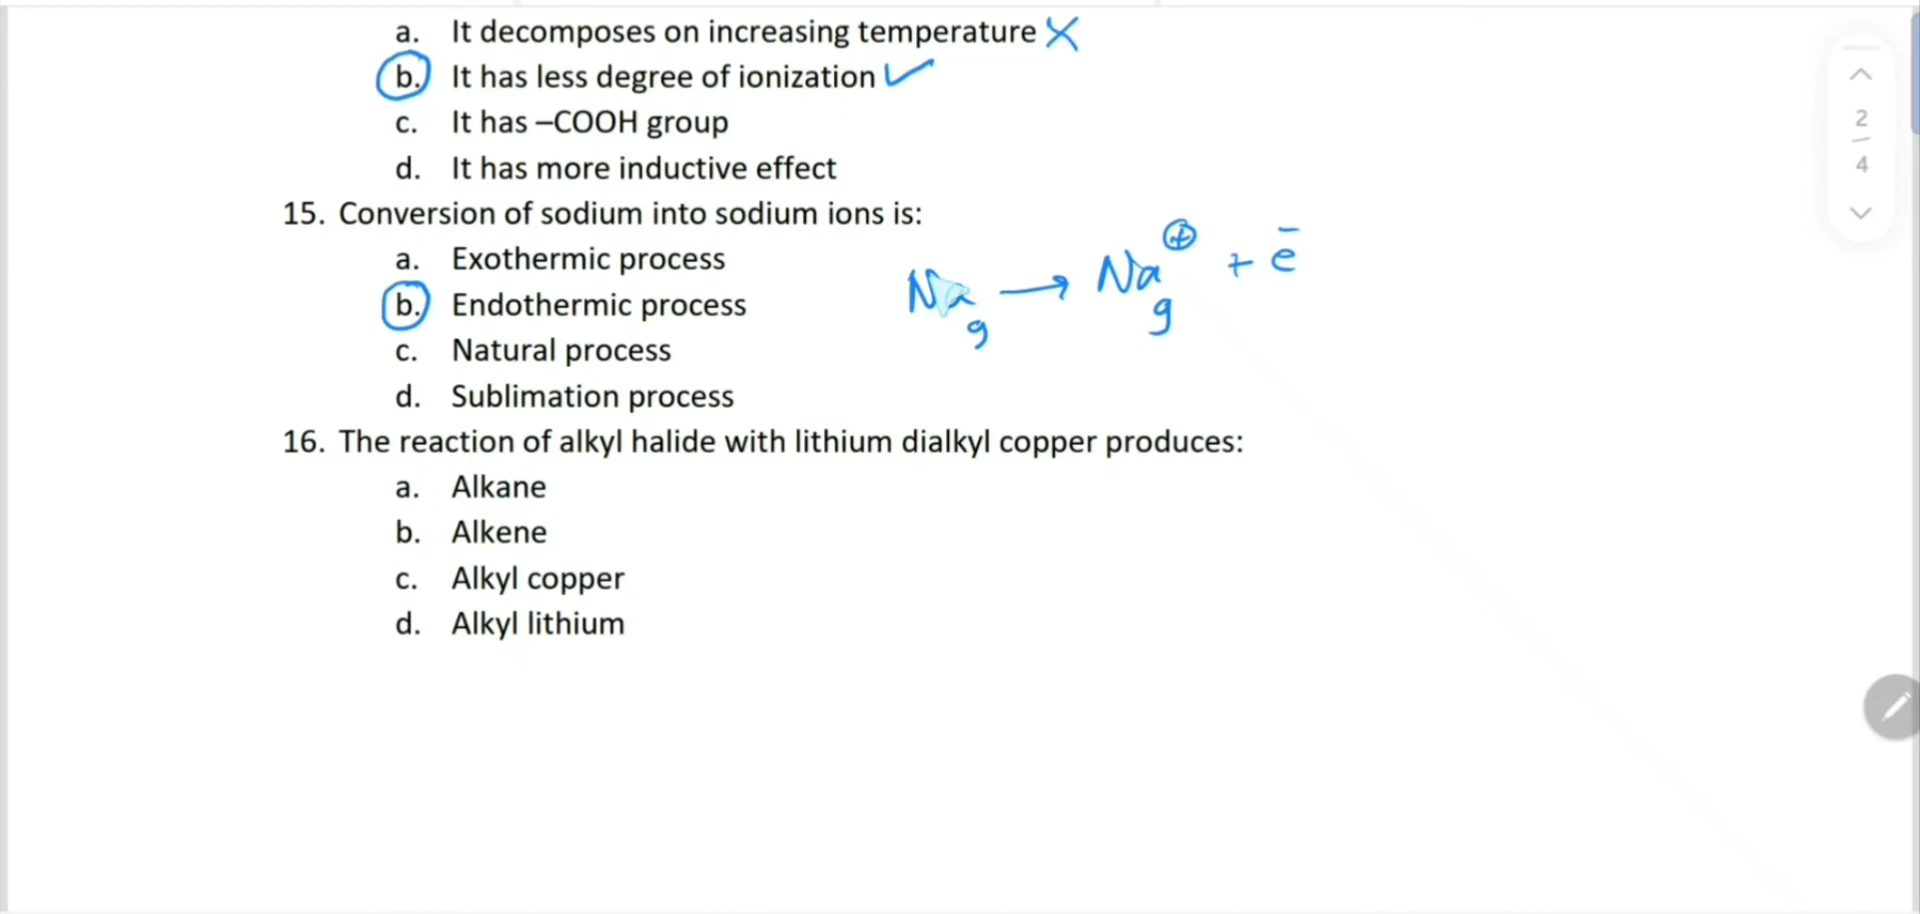 a. It decomposes on increasing temperature
b. It has less degree of ionization
c. It has –COOH group
d. It has more inductive effect
15. Conversion of sodium into sodium ions is:
a. Exothermic process
b. Endothermic process
c. Natural process
d. Sublimation process
Na g → Na⊕ g + e̅
16. The reaction of alkyl halide with lithium dialkyl copper produces:
a. Alkane
b. Alkene
c. Alkyl copper
d. Alkyl lithium
2
4